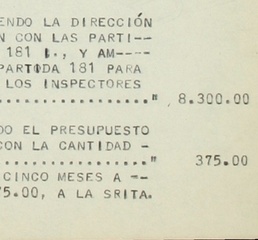 ENDO LA DIRECCIÓN
N CON LAS PARTI--
181 I., Y AM----
PARTIDA 181 PARA
LOS INSPECTORES
................" 8.300.00
DO EL PRESUPUESTO
CON LA CANTIDAD -
................" 375.00
CINCO MESES A --
75.00, A LA SRITA.